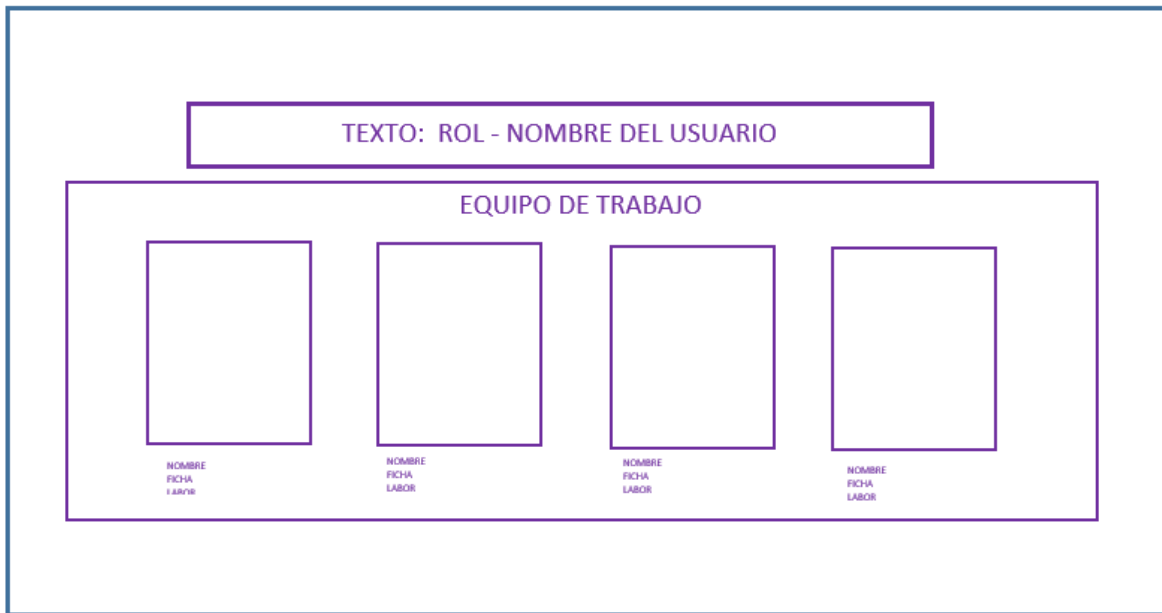 TEXTO: ROL - NOMBRE DEL USUARIO
EQUIPO DE TRABAJO
NOMBRE
FICHA
LABOR
NOMBRE
FICHA
LABOR
NOMBRE
FICHA
LABOR
NOMBRE
FICHA
LABOR